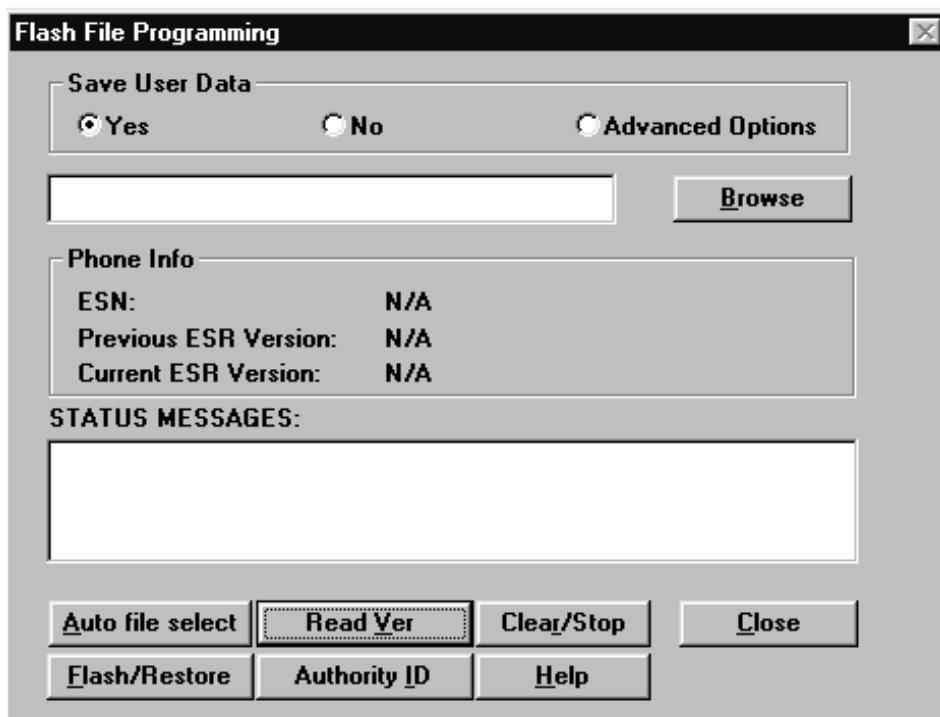 Flash File Programming
Save User Data
Yes No Advanced Options
Browse
Phone Info
ESN: N/A
Previous ESR Version: N/A
Current ESR Version: N/A
STATUS MESSAGES:
Auto file select Read Ver Clear/Stop Close
Flash/Restore Authority ID Help